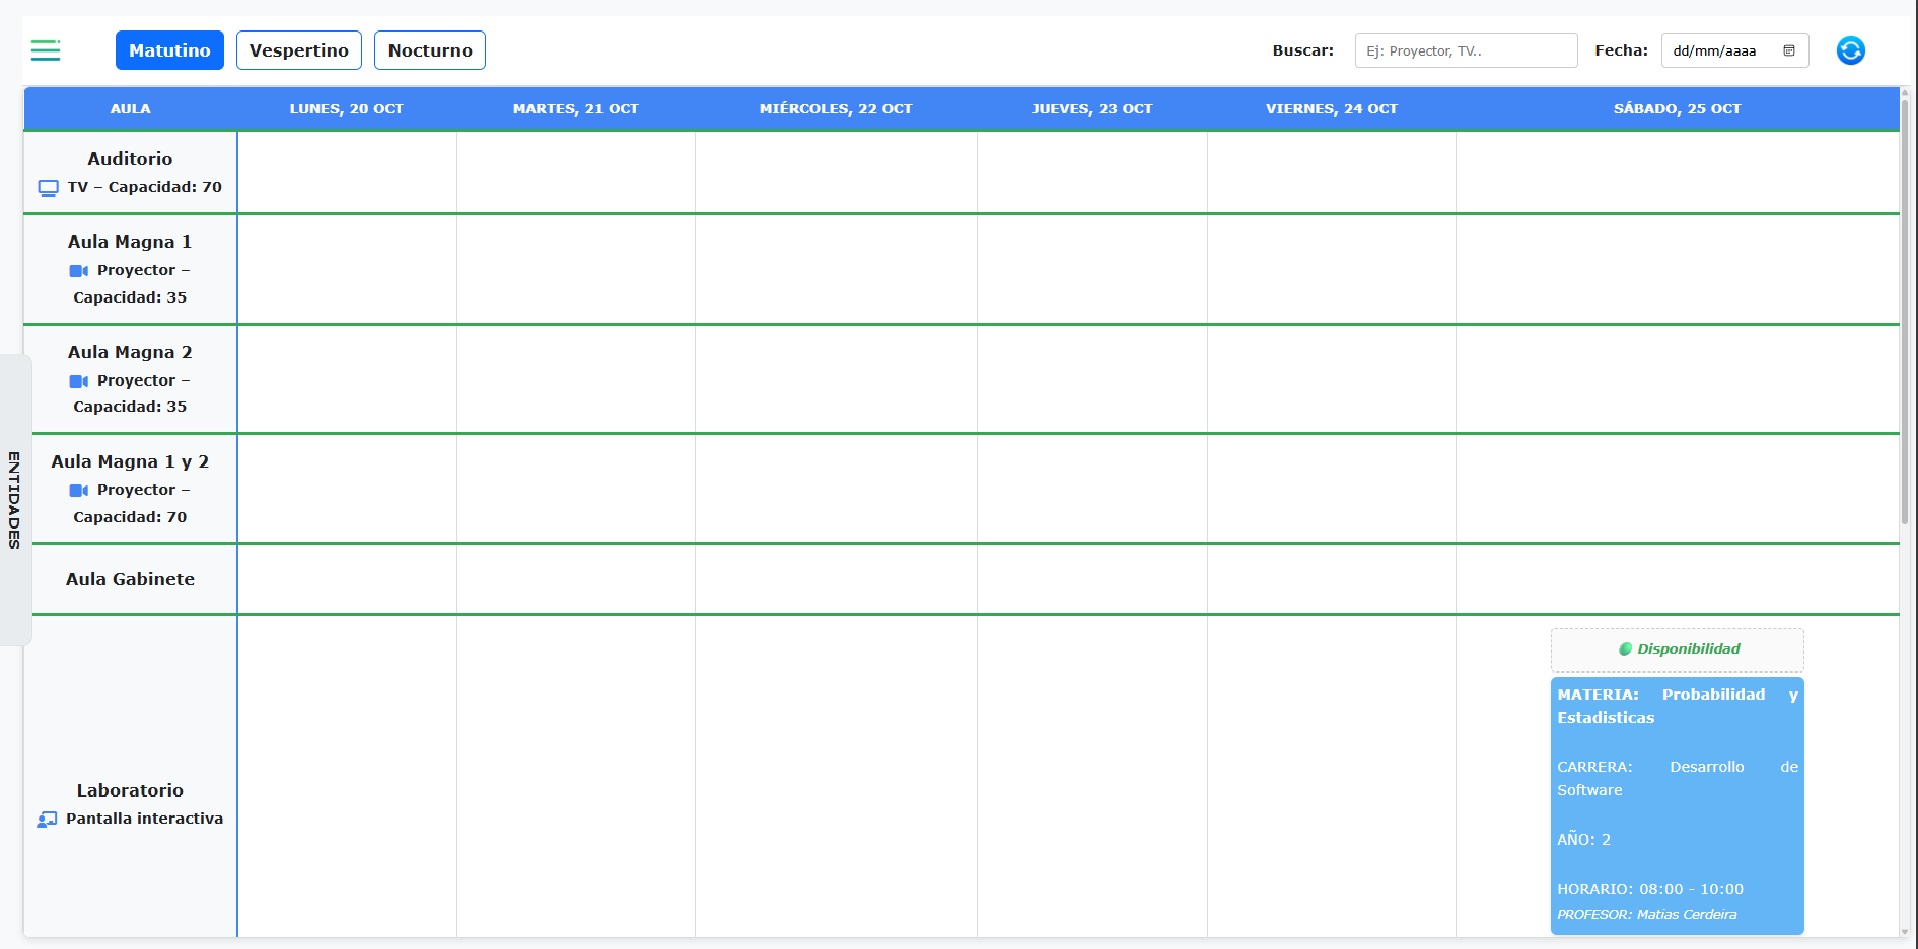 Matutino Vespertino Nocturno Buscar: Ej: Proyector, TV.. Fecha: dd/mm/aaaa
AULA LUNES, 20 OCT MARTES, 21 OCT MIÉRCOLES, 22 OCT JUEVES, 23 OCT VIERNES, 24 OCT SÁBADO, 25 OCT
Auditorio
TV – Capacidad: 70
Aula Magna 1
Proyector –
Capacidad: 35
Aula Magna 2
Proyector –
Capacidad: 35
Aula Magna 1 y 2
Proyector –
Capacidad: 70
ENTIDADES
Aula Gabinete
Laboratorio
Pantalla interactiva
Disponibilidad
MATERIA: Probabilidad y
Estadisticas
CARRERA: Desarrollo de
Software
AÑO: 2
HORARIO: 08:00 - 10:00
PROFESOR: Matias Cerdeira